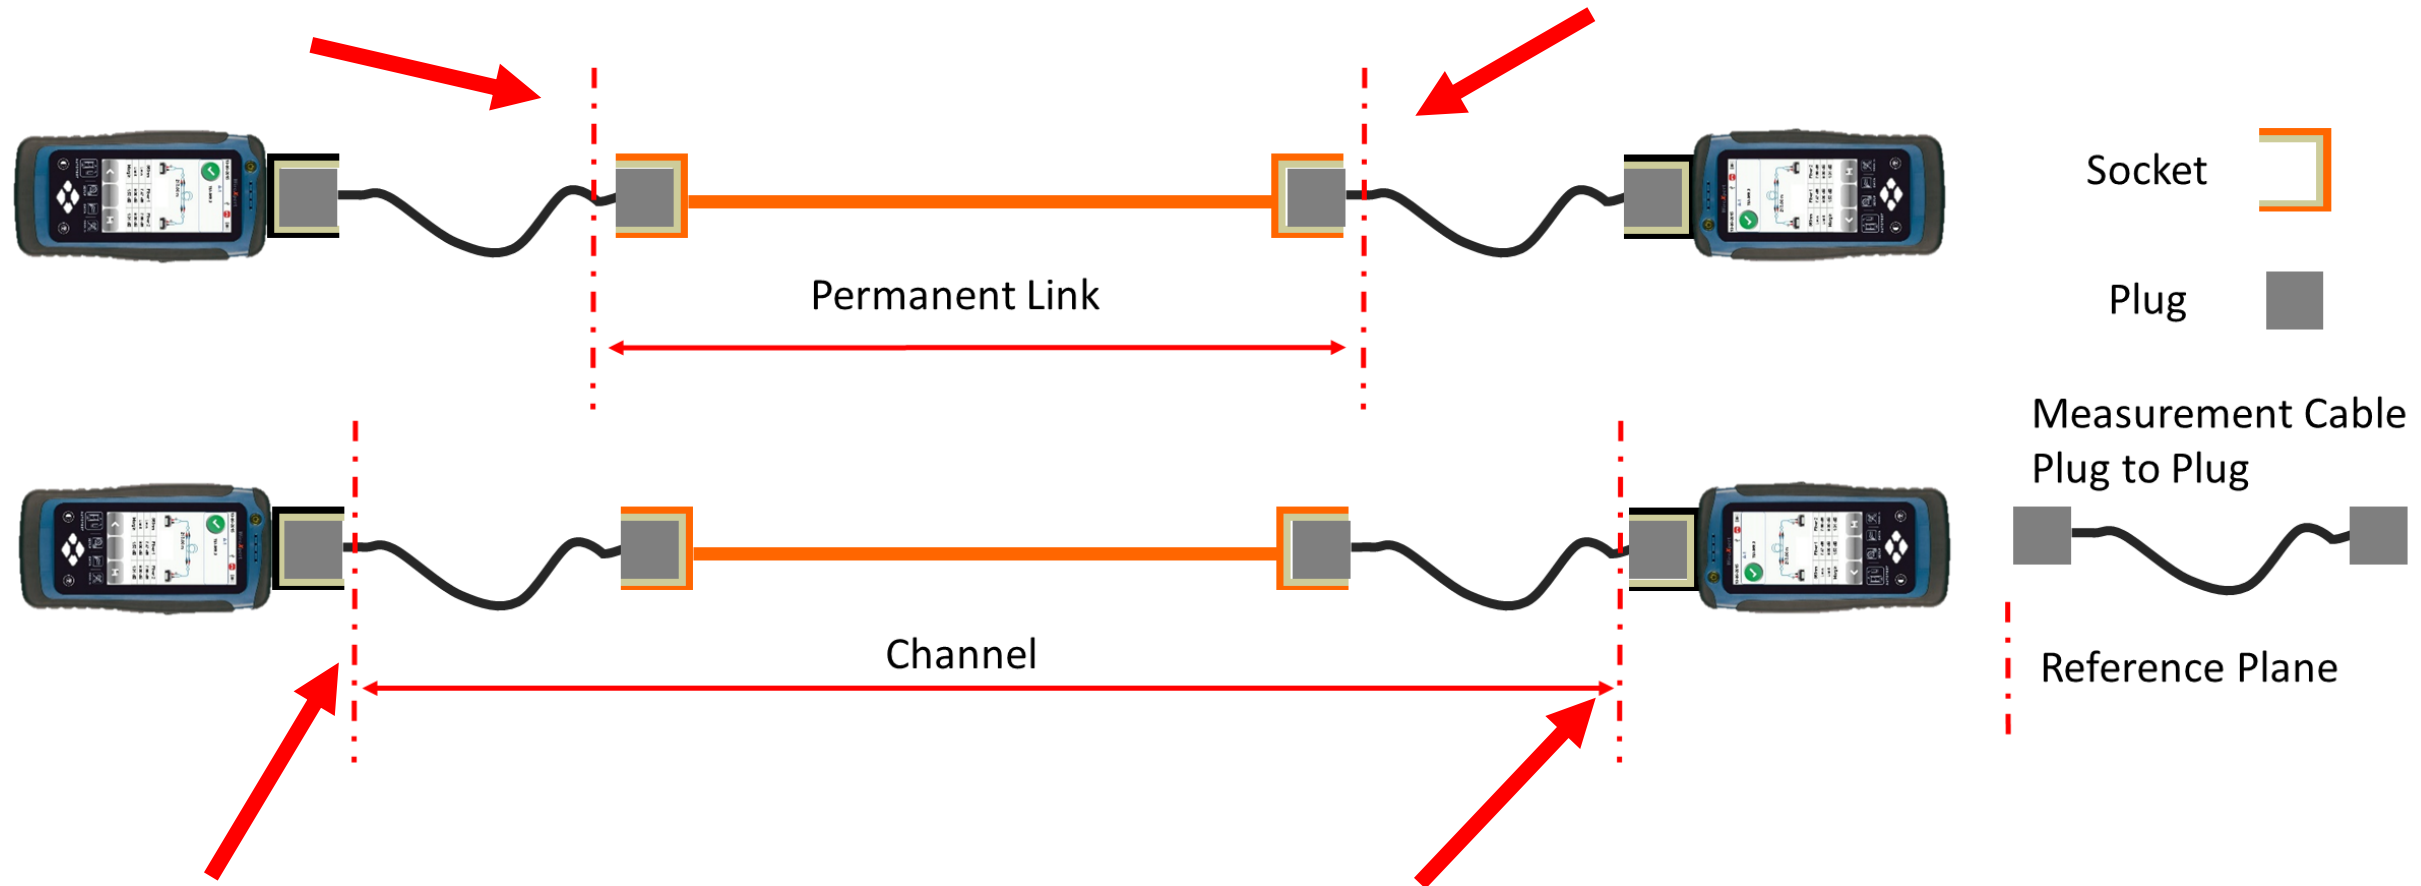 Permanent Link
Channel
Socket
Plug
Measurement Cable
Plug to Plug
Reference Plane